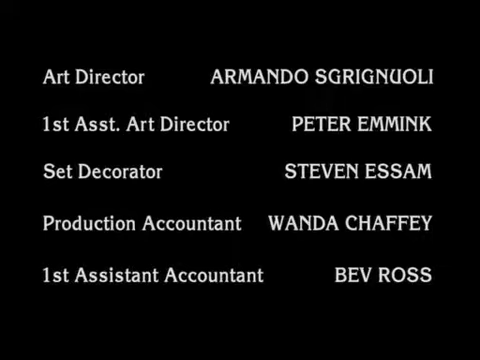 Art Director ARMANDO SGRIGNUOLI
1st Asst. Art Director PETER EMMINK
Set Decorator STEVEN ESSAM
Production Accountant WANDA CHAFFEY
1st Assistant Accountant BEV ROSS